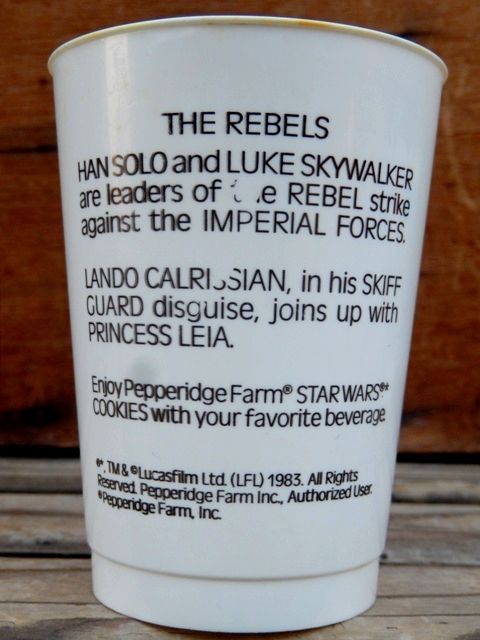 THE REBELS
HAN SOLO and LUKE SKYWALKER
are leaders of the REBEL strike
against the IMPERIAL FORCES.
LANDO CALRISSIAN, in his SKIFF
GUARD disguise, joins up with
PRINCESS LEIA.
Enjoy Pepperidge Farm® STAR WARS®*
COOKIES with your favorite beverage.
®*, TM & ©Lucasfilm Ltd. (LFL) 1983. All Rights
Reserved. Pepperidge Farm Inc., Authorized User.
®Pepperidge Farm, Inc.